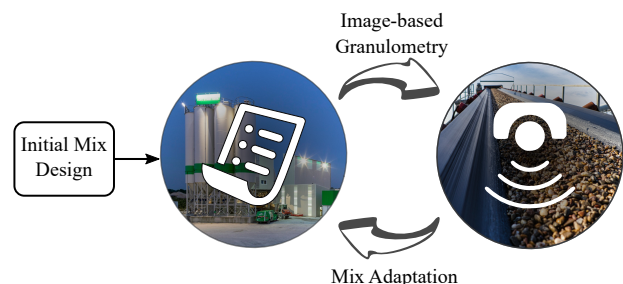 Image-based
Granulometry
Initial Mix
Design
Mix Adaptation